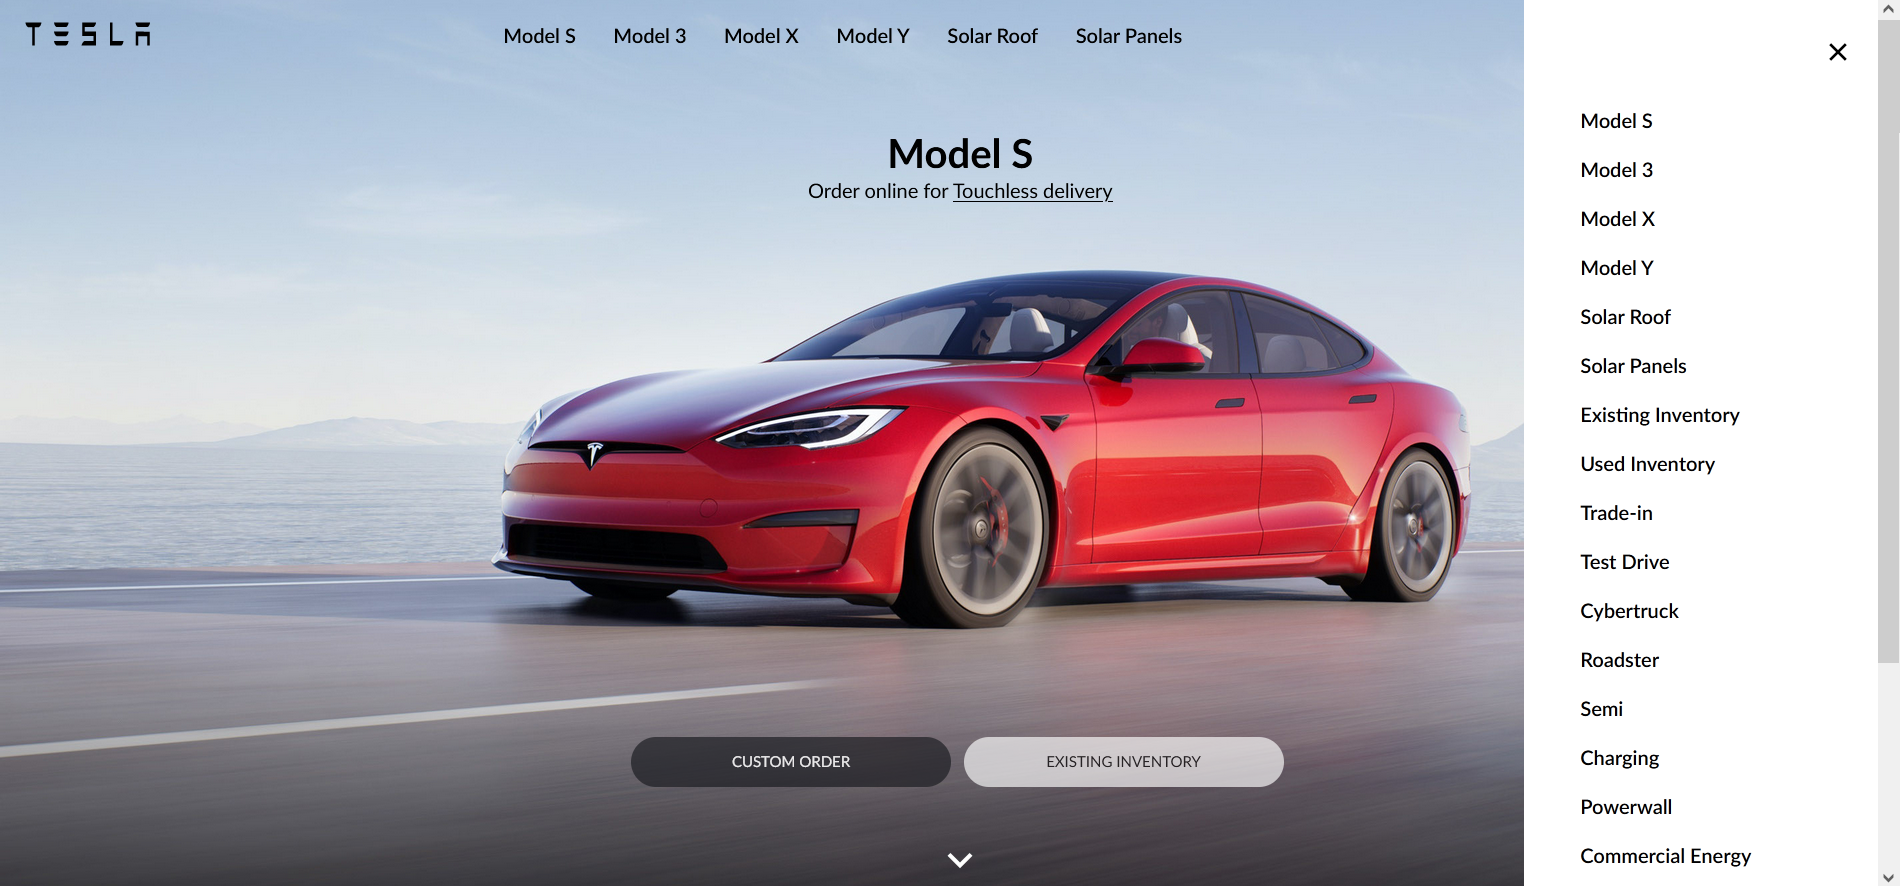 TESLA
Model S Model 3 Model X Model Y Solar Roof Solar Panels
Model S
Order online for Touchless delivery
CUSTOM ORDER EXISTING INVENTORY
Model S
Model 3
Model X
Model Y
Solar Roof
Solar Panels
Existing Inventory
Used Inventory
Trade-in
Test Drive
Cybertruck
Roadster
Semi
Charging
Powerwall
Commercial Energy